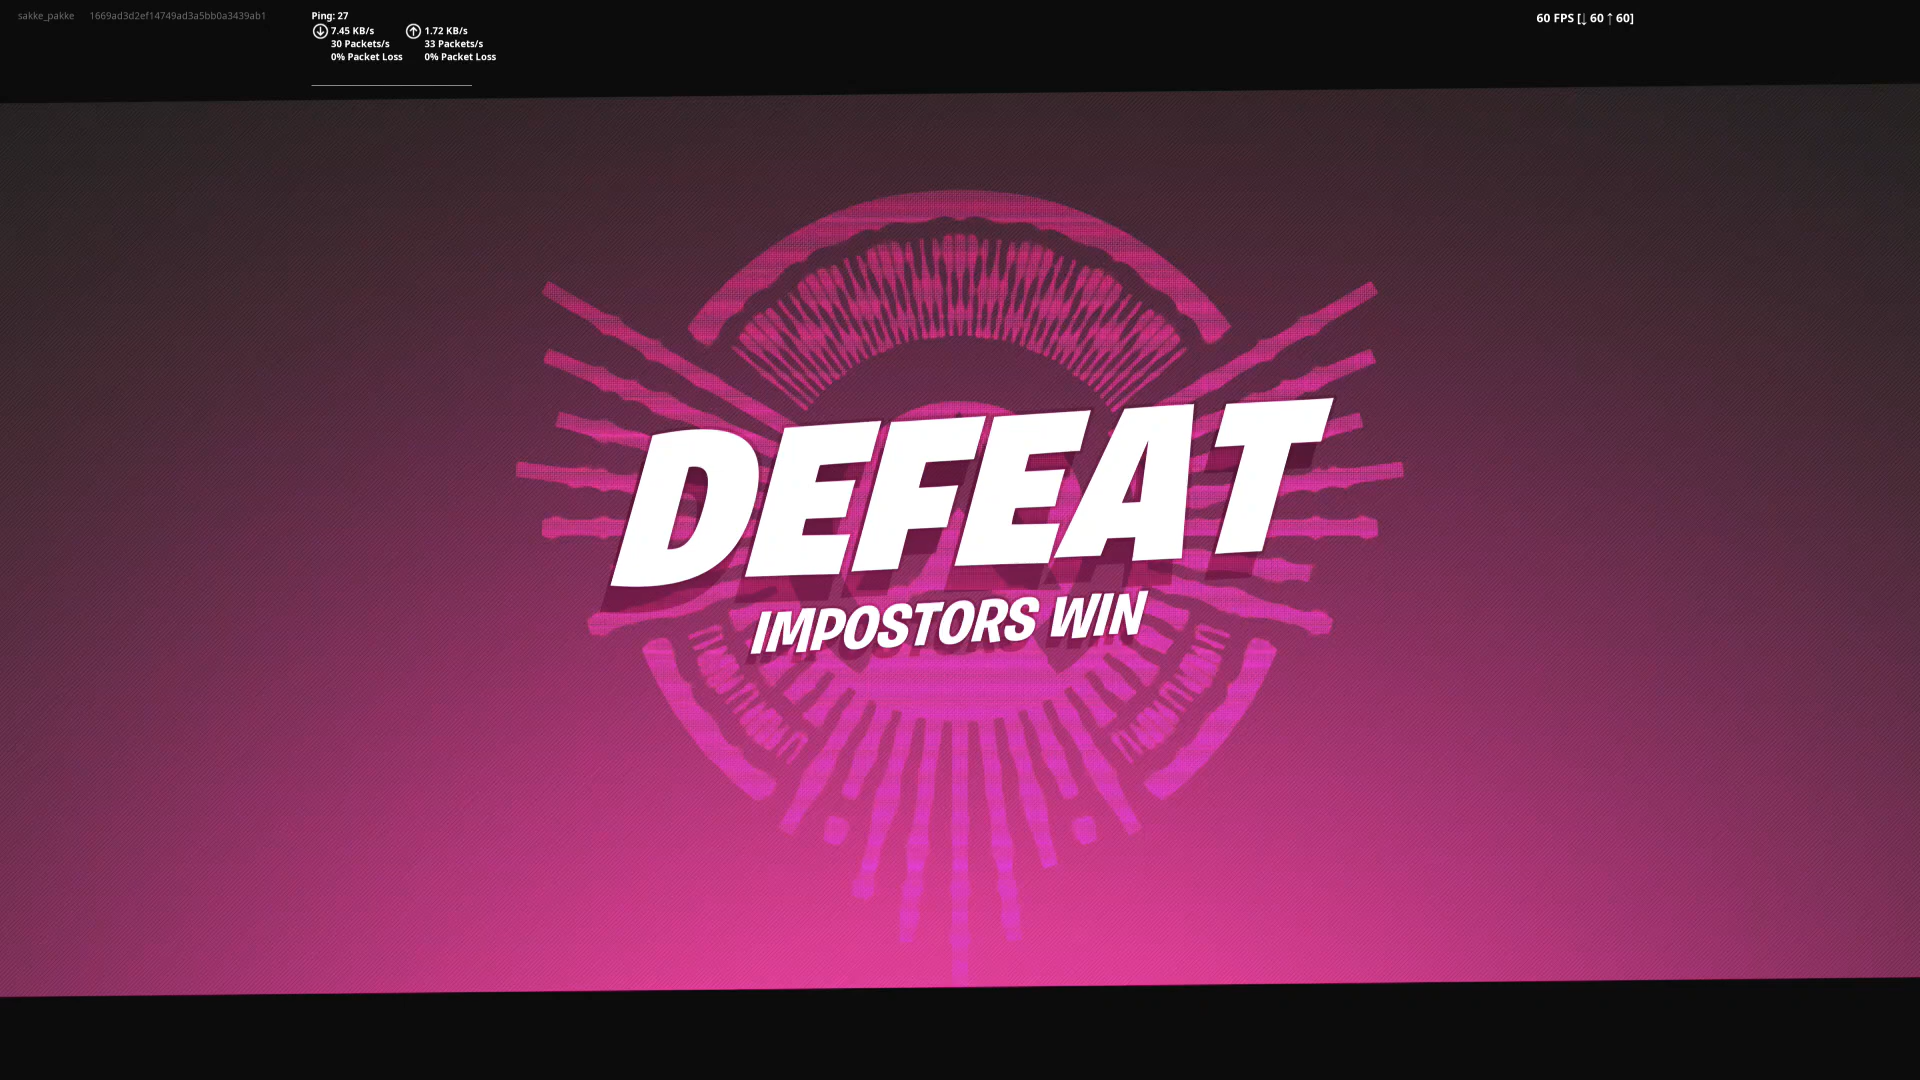 sakke_pakke 1669ad3d2ef14749ad3a5bb0a3439ab1
Ping: 27
7.45 KB/s 1.72 KB/s
30 Packets/s 33 Packets/s
0% Packet Loss 0% Packet Loss
60 FPS [↓ 60 ↑ 60]
DEFEAT
IMPOSTORS WIN